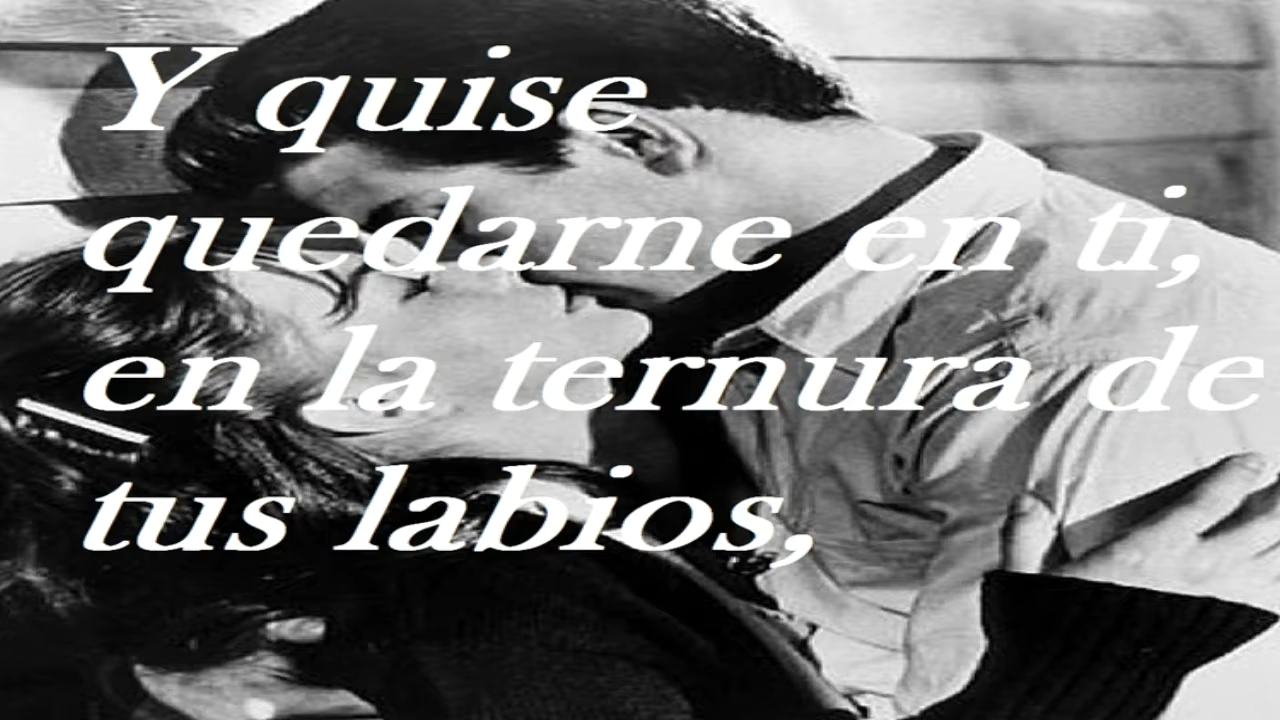 Y quise
quedarne en ti,
en la ternura de
tus labios,